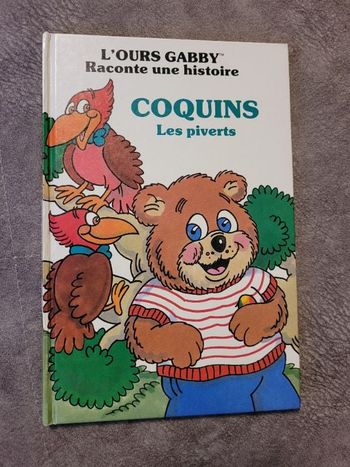 L'OURS GABBY™
Raconte une histoire
COQUINS
Les piverts